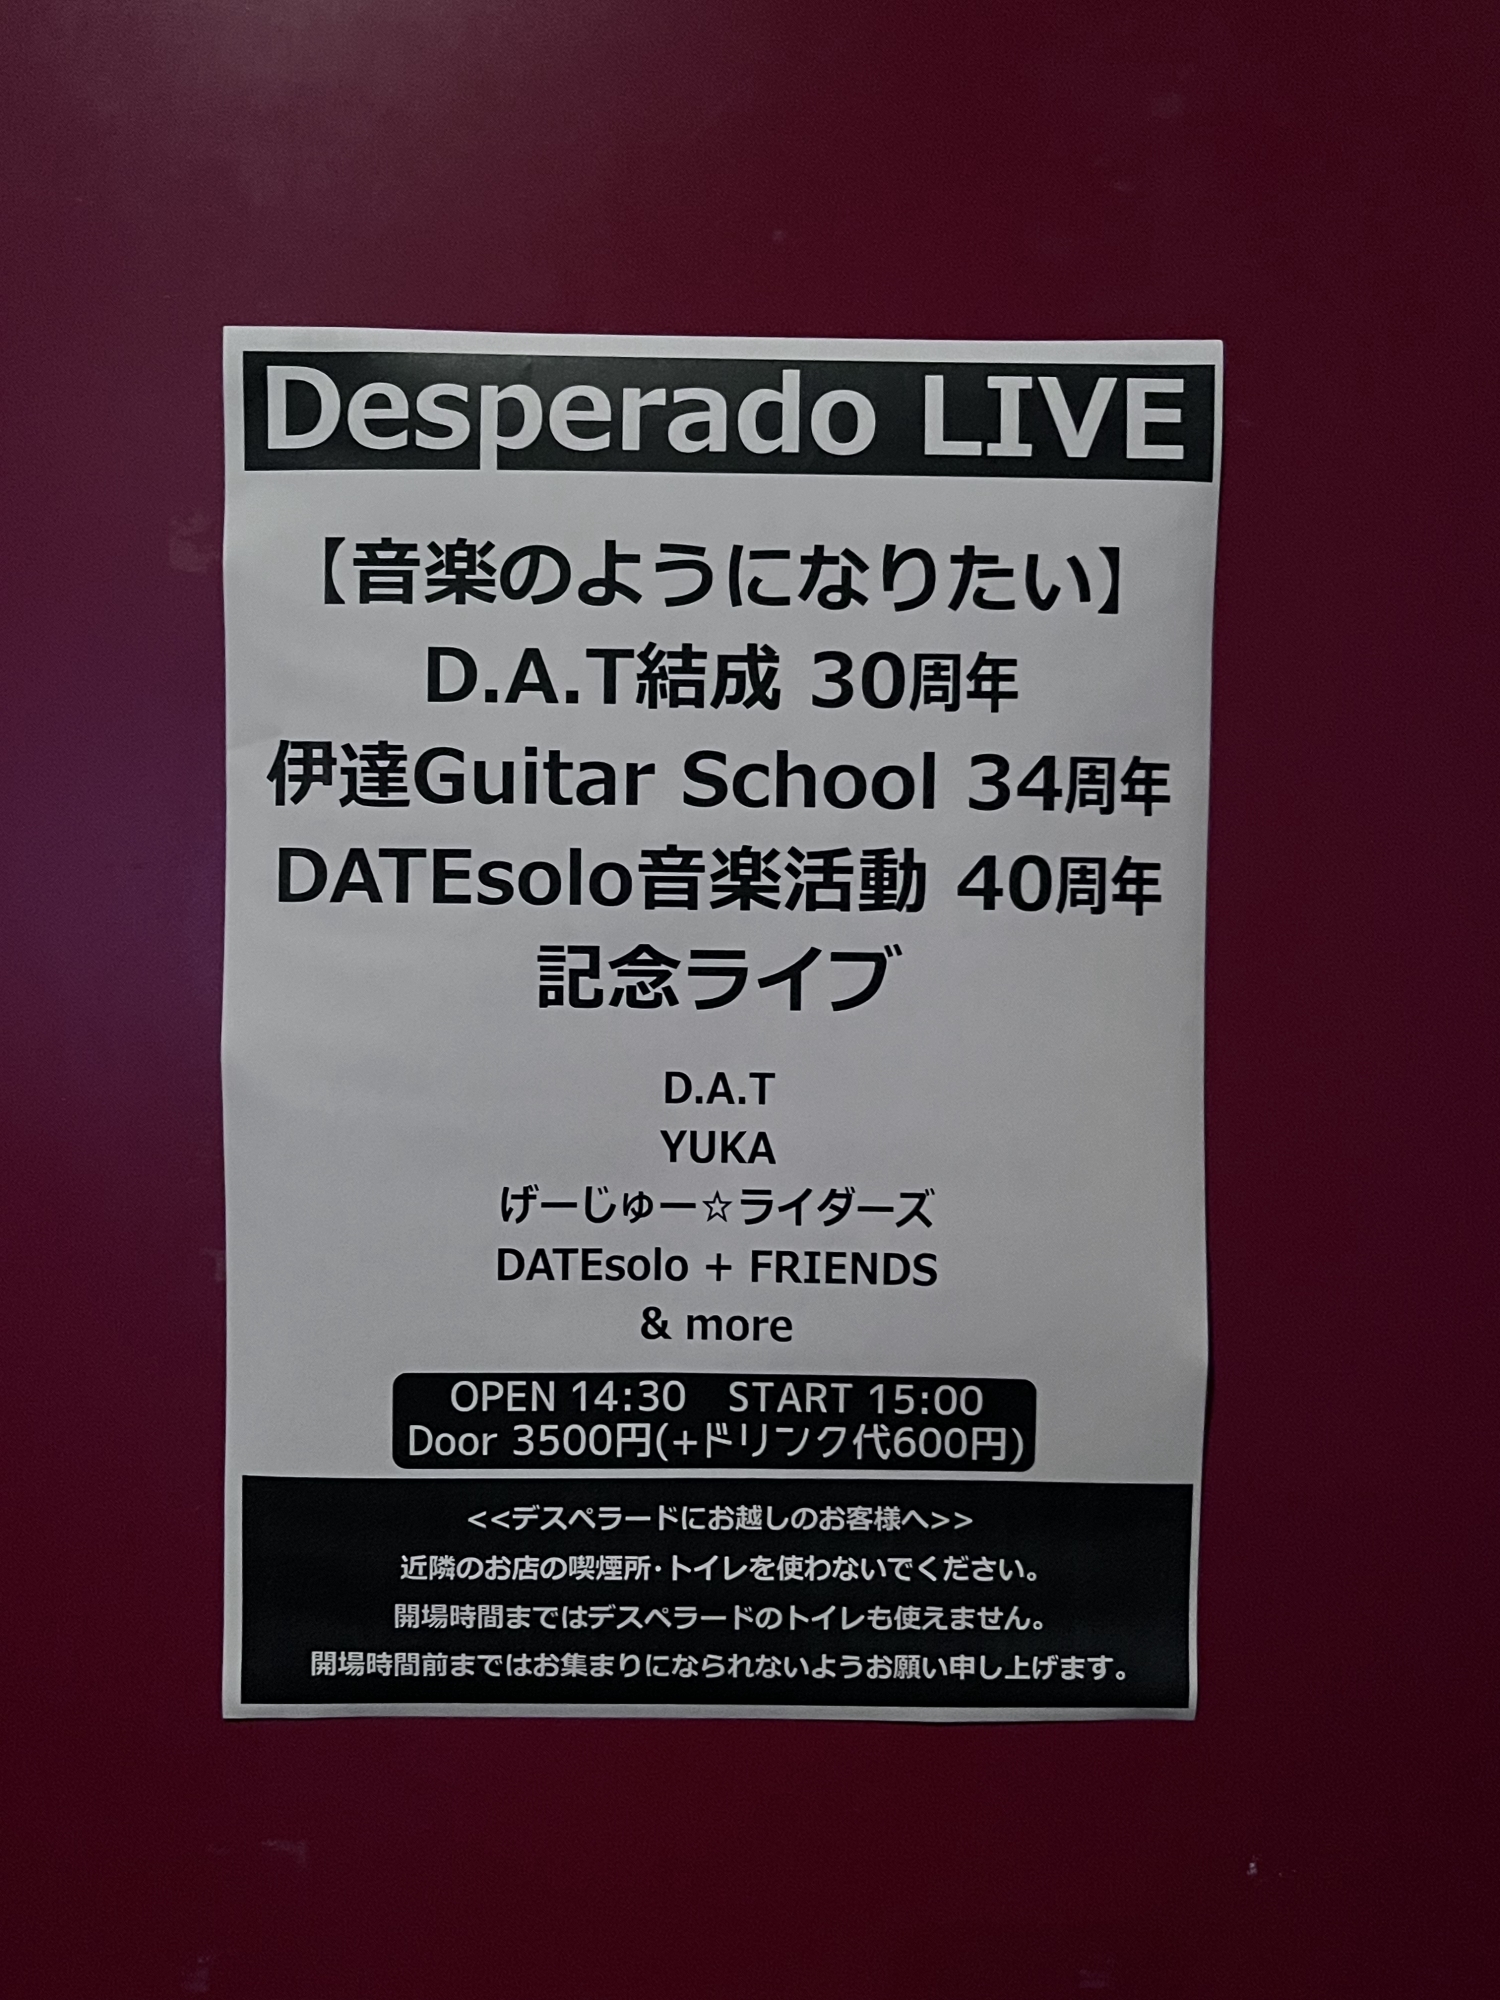 Desperado LIVE
【音楽のようになりたい】
D.A.T結成 30周年
伊達Guitar School 34周年
DATEsolo音楽活動 40周年
記念ライブ
D.A.T
YUKA
げーじゅー☆ライダーズ
DATEsolo + FRIENDS
& more
OPEN 14:30 START 15:00
Door 3500円(+ドリンク代600円)
<<デスペラードにお越しのお客様へ>>
近隣のお店の喫煙所･トイレを使わないでください。
開場時間まではデスペラードのトイレも使えません。
開場時間前まではお集まりになられないようお願い申し上げます。